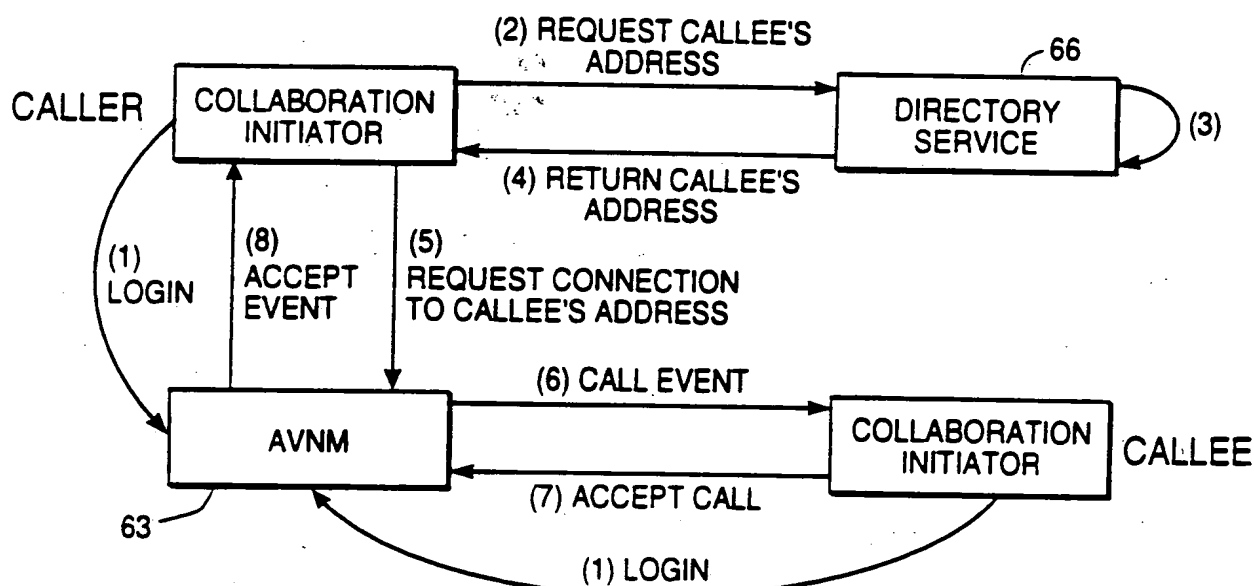 (2) REQUEST CALLEE'S
ADDRESS
66
CALLER
COLLABORATION
INITIATOR
DIRECTORY
SERVICE
(3)
(4) RETURN CALLEE'S
ADDRESS
(1)
LOGIN
(8)
ACCEPT
EVENT
(5)
REQUEST CONNECTION
TO CALLEE'S ADDRESS
(6) CALL EVENT
AVNM
COLLABORATION
INITIATOR
CALLEE
(7) ACCEPT CALL
63
(1) LOGIN